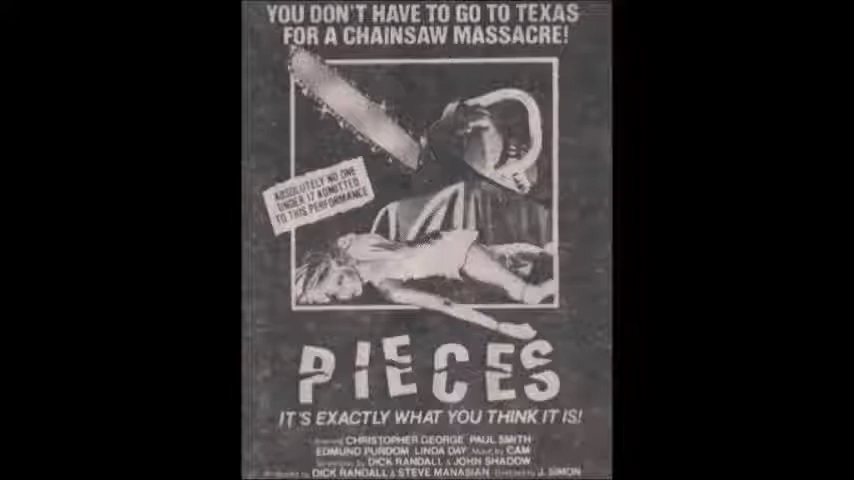 YOU DON'T HAVE TO GO TO TEXAS
FOR A CHAINSAW MASSACRE!
ABSOLUTELY NO ONE
UNDER 17 ADMITTED
TO THIS PERFORMANCE
PIECES
IT'S EXACTLY WHAT YOU THINK IT IS!
CHRISTOPHER GEORGE PAUL SMITH
EDMUND PURDOM LINDA DAY Music by CAM
DICK RANDALL & JOHN SHADOW
DICK RANDALL & STEVE MANASIAN J. SIMON